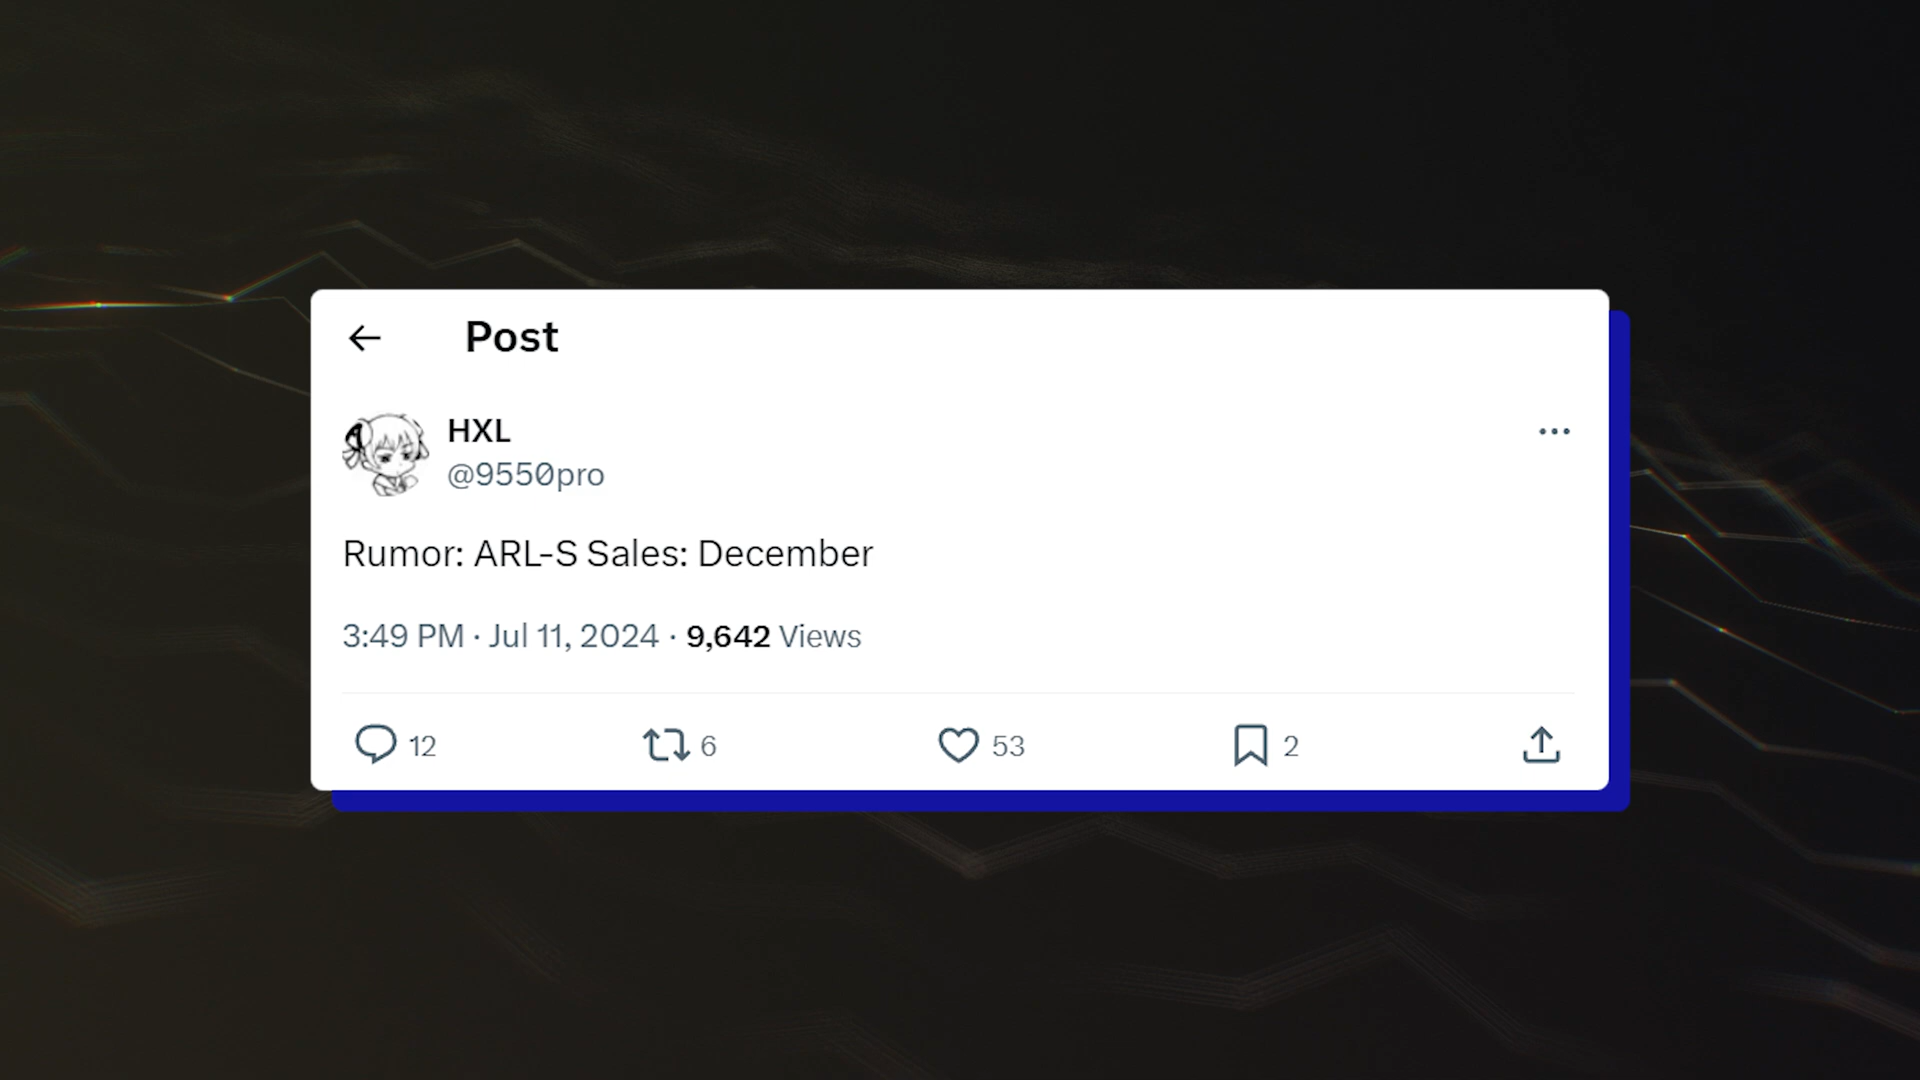 Post
HXL
@9550pro
Rumor: ARL-S Sales: December
3:49 PM · Jul 11, 2024 · 9,642 Views
12 6 53 2